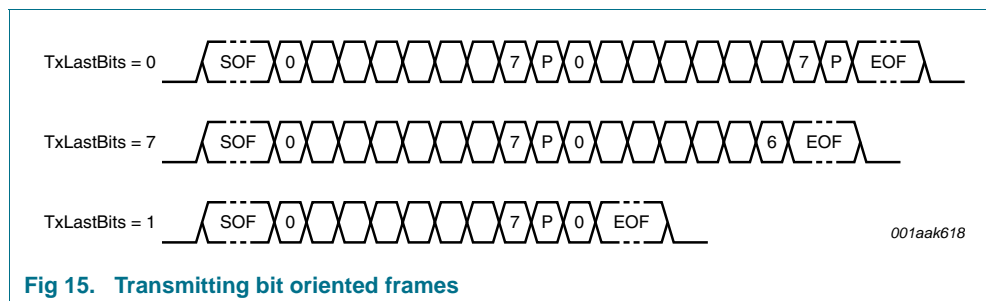 TxLastBits = 0 SOF 0 7 P 0 7 P EOF
TxLastBits = 7 SOF 0 7 P 0 6 EOF
TxLastBits = 1 SOF 0 7 P 0 EOF
001aak618
Fig 15. Transmitting bit oriented frames